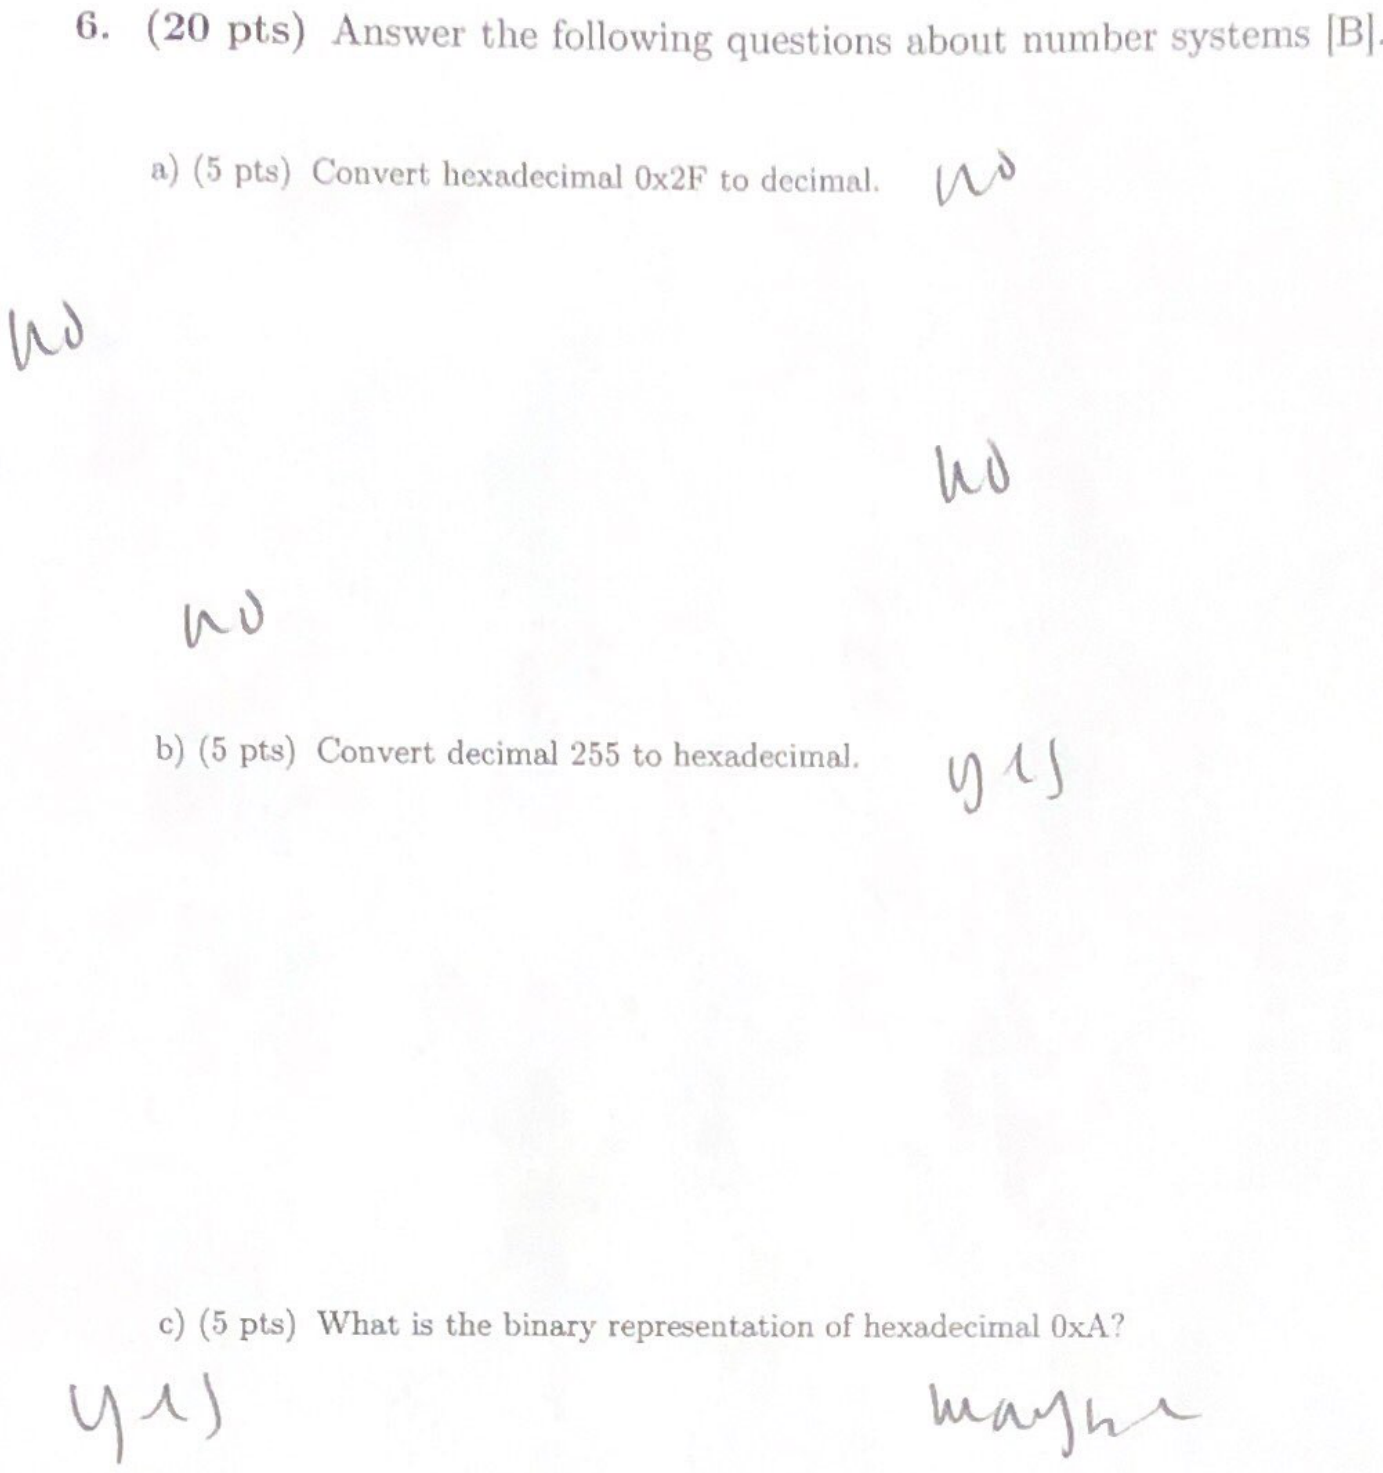 6. (20 pts) Answer the following questions about number systems [B].
a) (5 pts) Convert hexadecimal 0x2F to decimal. no
no
no
no
b) (5 pts) Convert decimal 255 to hexadecimal. yes
c) (5 pts) What is the binary representation of hexadecimal 0xA?
yes maybe